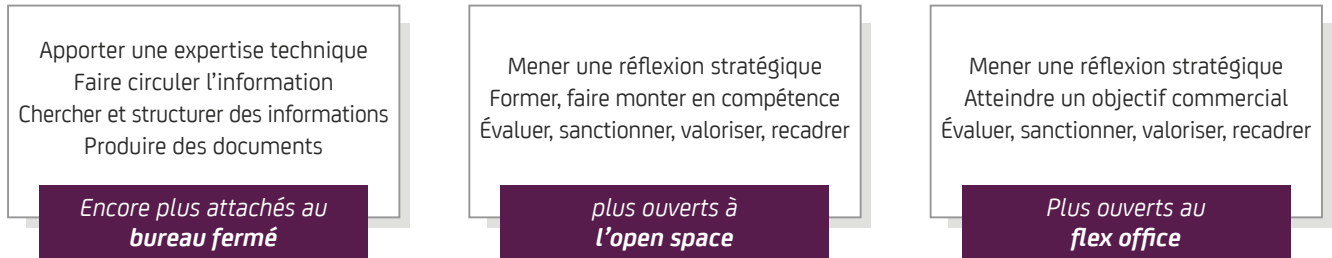 Apporter une expertise technique
Faire circuler l'information
Chercher et structurer des informations
Produire des documents
Encore plus attachés au
bureau fermé
Mener une réflexion stratégique
Former, faire monter en compétence
Évaluer, sanctionner, valoriser, recadrer
plus ouverts à
l'open space
Mener une réflexion stratégique
Atteindre un objectif commercial
Évaluer, sanctionner, valoriser, recadrer
Plus ouverts au
flex office